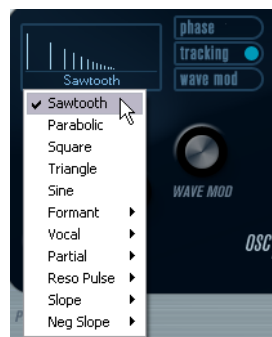 phase
tracking
wave mod
Sawtooth
Sawtooth
Parabolic
Square
Triangle
Sine
Formant
Vocal
Partial
Reso Pulse
Slope
Neg Slope
WAVE MOD
OSC
P